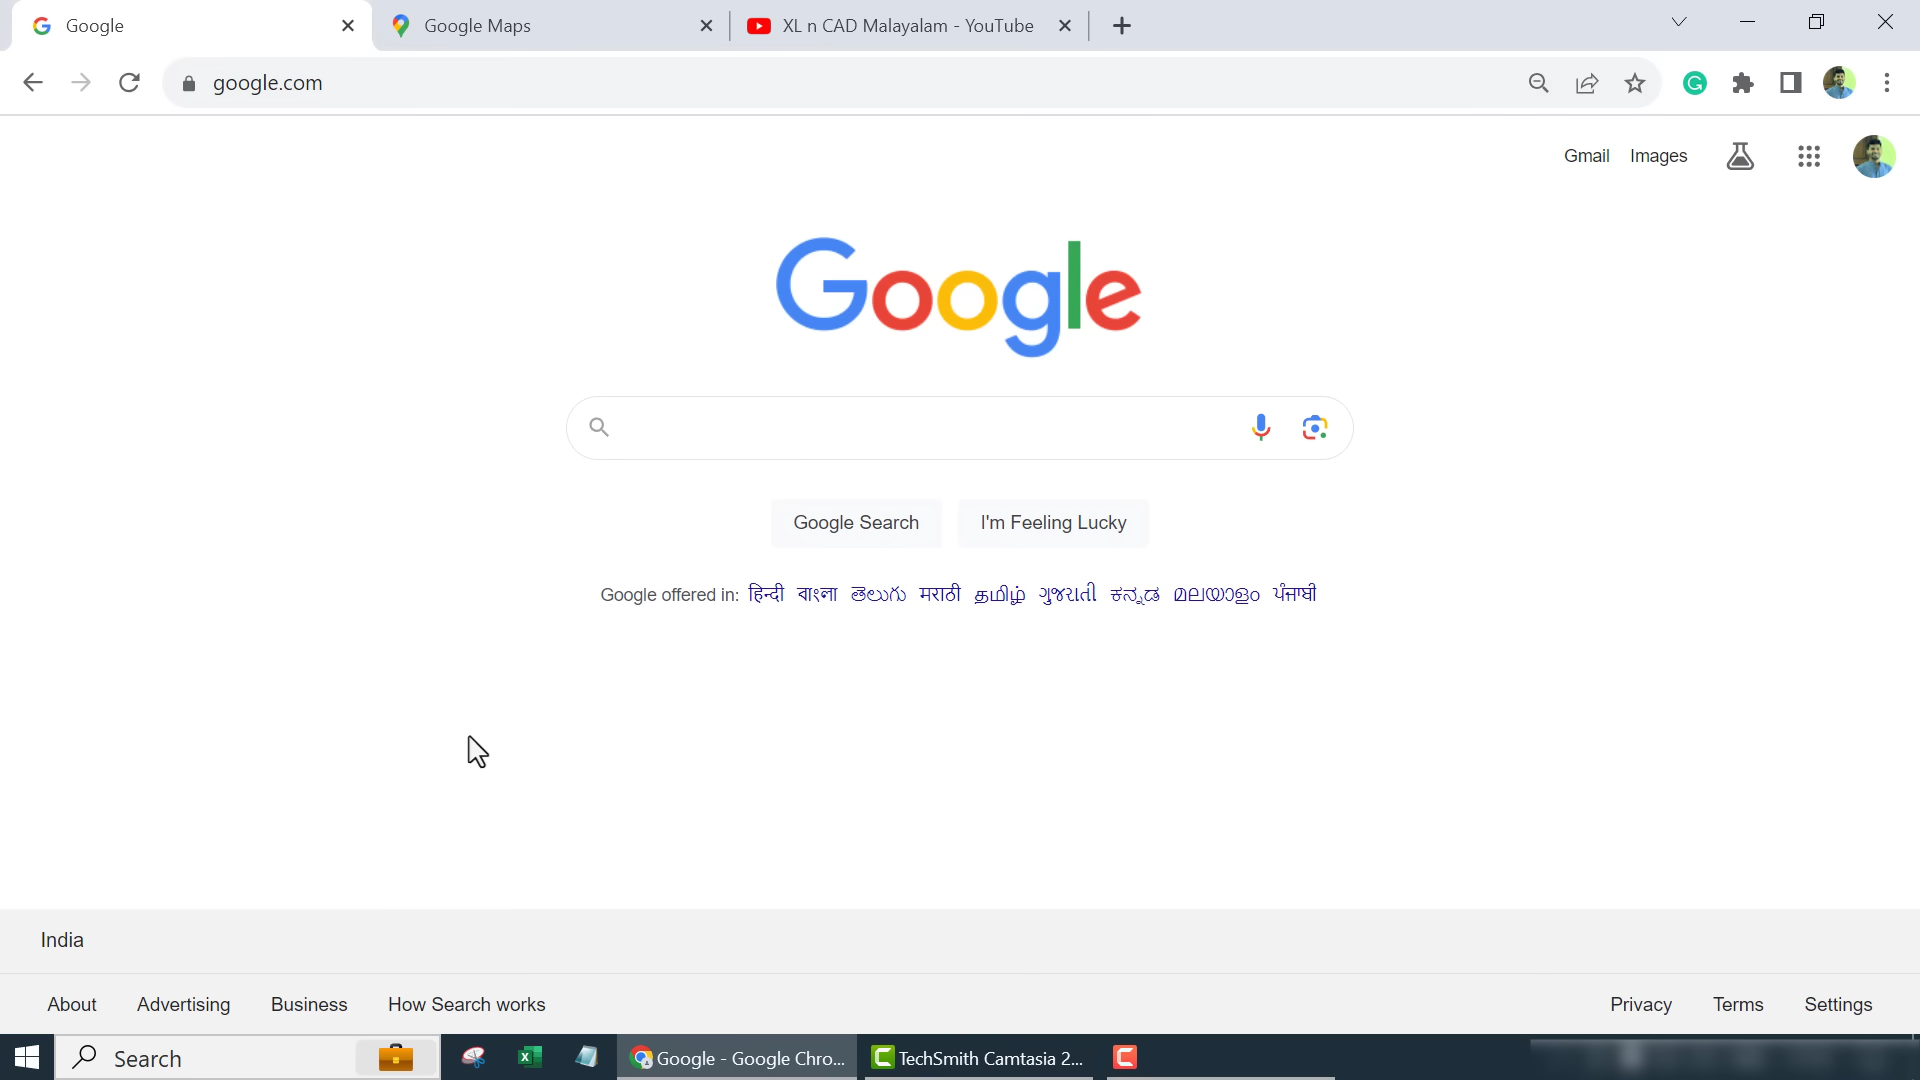 Google
Google Maps
XL n CAD Malayalam - YouTube
google.com
Gmail Images
Google
Google Search
I'm Feeling Lucky
Google offered in: हिन्दी বাংলা తెలుగు मराठी தமிழ் ગુજરાતી ಕನ್ನಡ മലയാളം ਪੰਜਾਬੀ
India
About Advertising Business How Search works
Privacy Terms Settings
Search
Google - Google Chro...
TechSmith Camtasia 2...